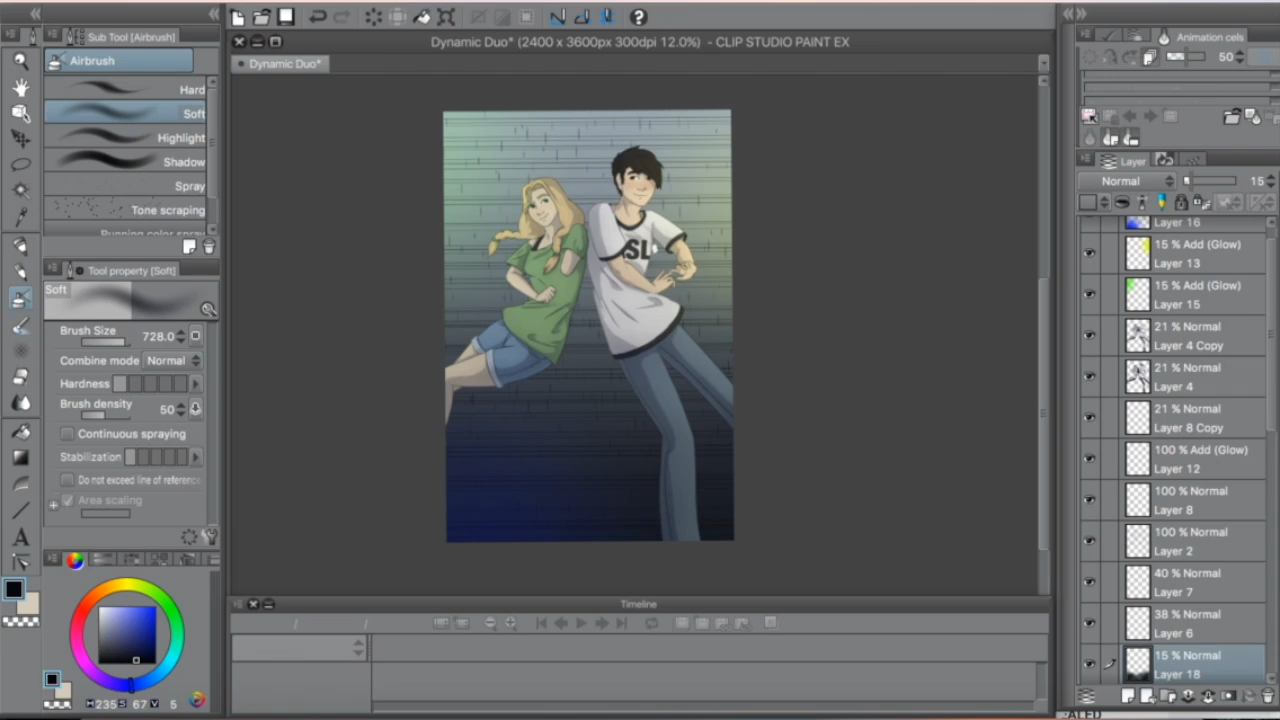 Dynamic Duo* (2400 x 3600px 300dpi 12.0%) - CLIP STUDIO PAINT EX
Dynamic Duo*
Sub Tool [Airbrush]
Airbrush
Hard
Soft
Highlight
Shadow
Spray
Tone scraping
Running color spray
Tool property [Soft]
Soft
Brush Size 728.0
Combine mode Normal
Hardness
Brush density 50
Continuous spraying
Stabilization
Do not exceed line of reference
Area scaling
A
H 235 S 67 V 5
SL
Timeline
/ /
Animation cels
50
Layer
Normal 15
Layer 16
15 % Add (Glow)
Layer 13
15 % Add (Glow)
Layer 15
21 % Normal
Layer 4 Copy
21 % Normal
Layer 4
21 % Normal
Layer 8 Copy
100 % Add (Glow)
Layer 12
100 % Normal
Layer 8
100 % Normal
Layer 2
40 % Normal
Layer 7
38 % Normal
Layer 6
15 % Normal
Layer 18